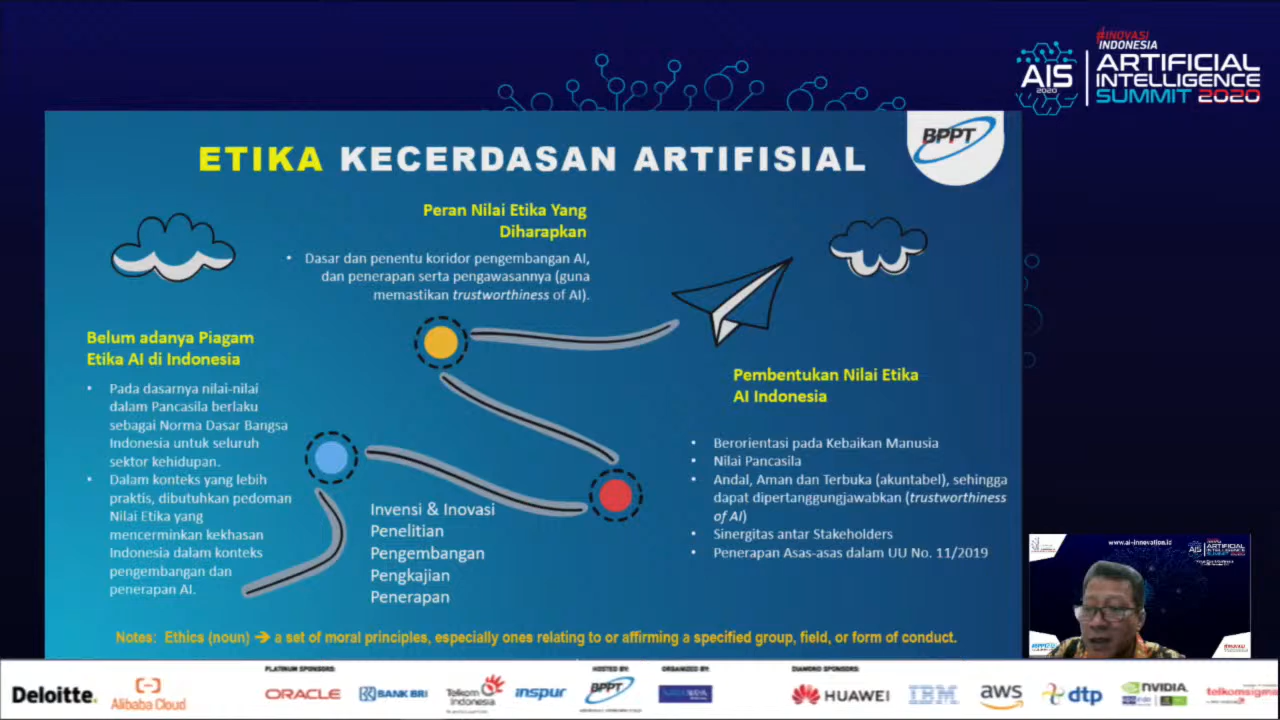 #INOVASI
INDONESIA
AIS
2020
ARTIFICIAL
INTELLIGENCE
SUMMIT 2020
BPPT
ETIKA KECERDASAN ARTIFISIAL
Peran Nilai Etika Yang
Diharapkan
• Dasar dan penentu koridor pengembangan AI,
dan penerapan serta pengawasannya (guna
memastikan trustworthiness of AI).
Belum adanya Piagam
Etika AI di Indonesia
• Pada dasarnya nilai-nilai
dalam Pancasila berlaku
sebagai Norma Dasar Bangsa
Indonesia untuk seluruh
sektor kehidupan.
• Dalam konteks yang lebih
praktis, dibutuhkan pedoman
Nilai Etika yang
mencerminkan kekhasan
Indonesia dalam konteks
pengembangan dan
penerapan AI.
Invensi & Inovasi
Penelitian
Pengembangan
Pengkajian
Penerapan
Pembentukan Nilai Etika
AI Indonesia
• Berorientasi pada Kebaikan Manusia
• Nilai Pancasila
• Andal, Aman dan Terbuka (akuntabel), sehingga
dapat dipertanggungjawabkan (trustworthiness
of AI)
• Sinergitas antar Stakeholders
• Penerapan Asas-asas dalam UU No. 11/2019
Notes: Ethics (noun) → a set of moral principles, especially ones relating to or affirming a specified group, field, or form of conduct.
www.ai-innovation.id
AIS
ARTIFICIAL
INTELLIGENCE
SUMMIT 2020
PLATINUM SPONSORS:
HOSTED BY:
ORGANIZED BY:
DIAMOND SPONSORS:
Deloitte.
Alibaba Cloud
ORACLE
BANK BRI
Telkom
Indonesia
inspur
BPPT
HUAWEI
IBM
aws
dtp
NVIDIA
telkomsigma